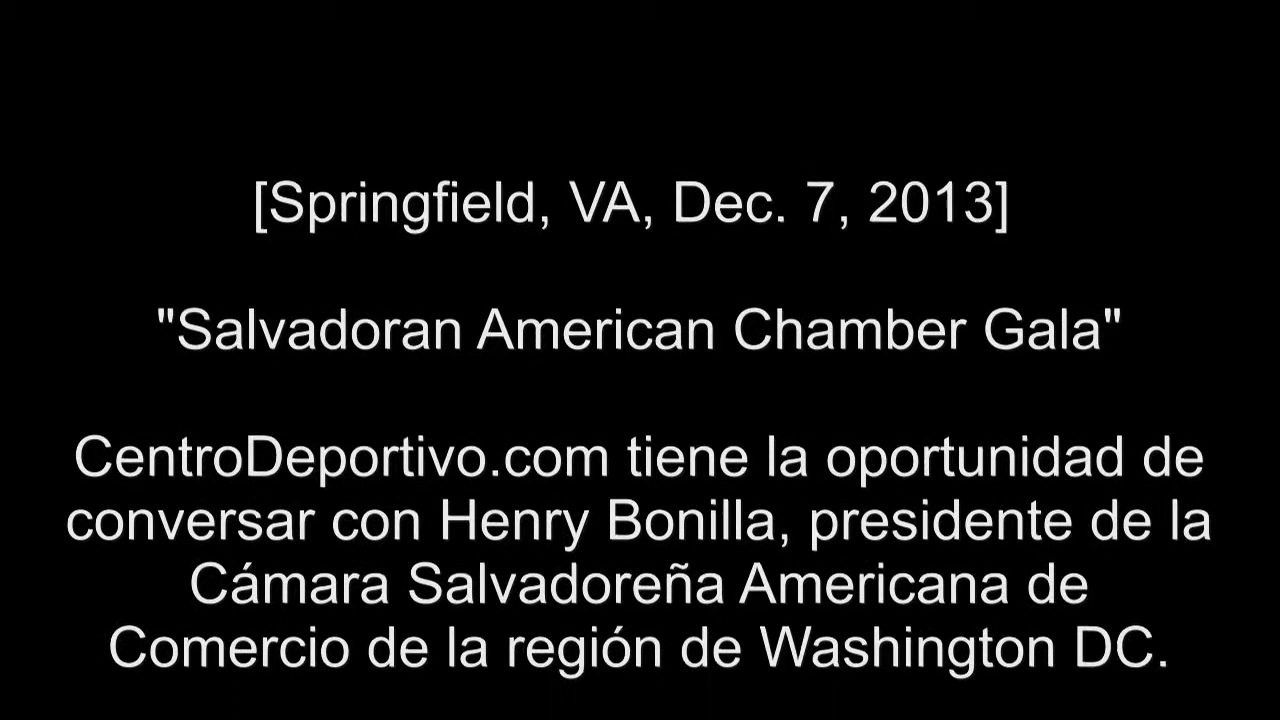 [Springfield, VA, Dec. 7, 2013]
"Salvadoran American Chamber Gala"
CentroDeportivo.com tiene la oportunidad de
conversar con Henry Bonilla, presidente de la
Cámara Salvadoreña Americana de
Comercio de la región de Washington DC.